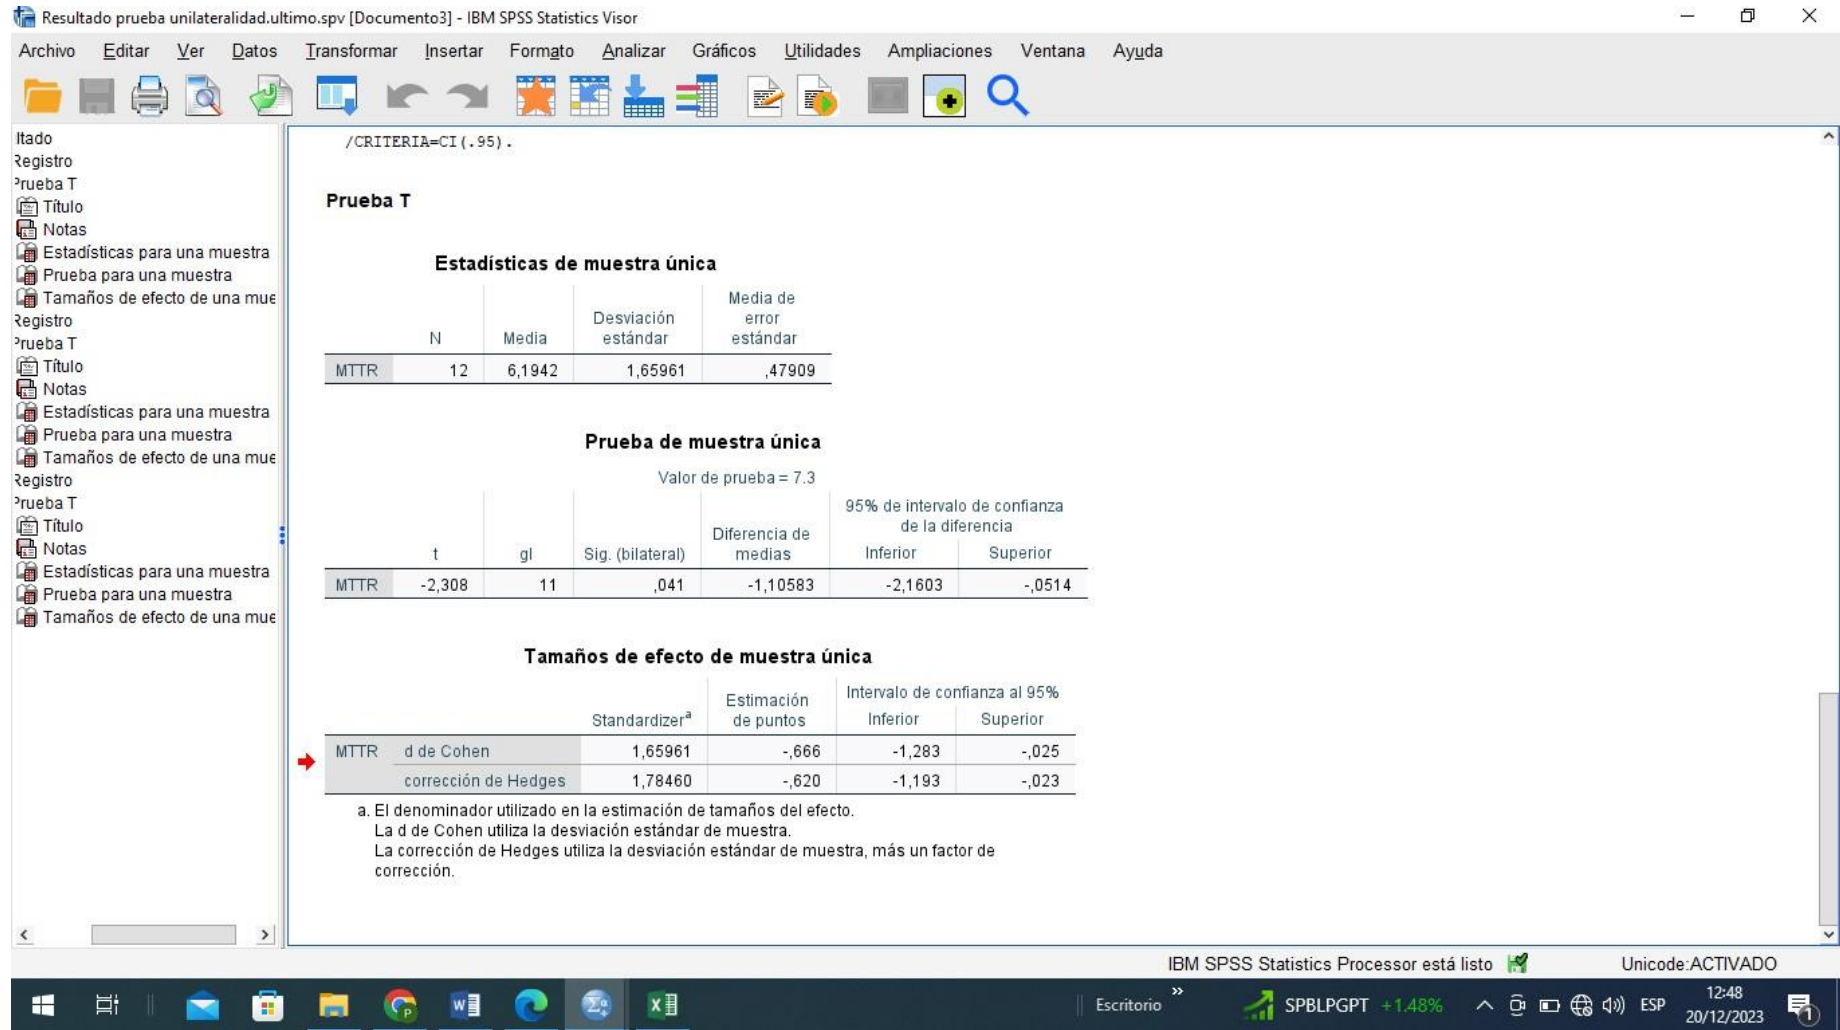 Resultado prueba unilateralidad.ultimo.spv [Documento3] - IBM SPSS Statistics Visor
Archivo Editar Ver Datos Transformar Insertar Formato Analizar Gráficos Utilidades Ampliaciones Ventana Ayuda
ltado
Registro
Prueba T
Título
Notas
Estadísticas para una muestra
Prueba para una muestra
Tamaños de efecto de una mue
Registro
Prueba T
Título
Notas
Estadísticas para una muestra
Prueba para una muestra
Tamaños de efecto de una mue
Registro
Prueba T
Título
Notas
Estadísticas para una muestra
Prueba para una muestra
Tamaños de efecto de una mue
/CRITERIA=CI(.95).
Prueba T
Estadísticas de muestra única
N Media Desviación estándar Media de error estándar
MTTR 12 6,1942 1,65961 ,47909
Prueba de muestra única
Valor de prueba = 7.3
95% de intervalo de confianza de la diferencia
t gl Sig. (bilateral) Diferencia de medias Inferior Superior
MTTR -2,308 11 ,041 -1,10583 -2,1603 -,0514
Tamaños de efecto de muestra única
Intervalo de confianza al 95%
Standardizerª Estimación de puntos Inferior Superior
MTTR d de Cohen 1,65961 -,666 -1,283 -,025
corrección de Hedges 1,78460 -,620 -1,193 -,023
a. El denominador utilizado en la estimación de tamaños del efecto.
La d de Cohen utiliza la desviación estándar de muestra.
La corrección de Hedges utiliza la desviación estándar de muestra, más un factor de
corrección.
IBM SPSS Statistics Processor está listo Unicode:ACTIVADO
Escritorio » SPBLPGPT +1.48% ESP 12:48
20/12/2023 1